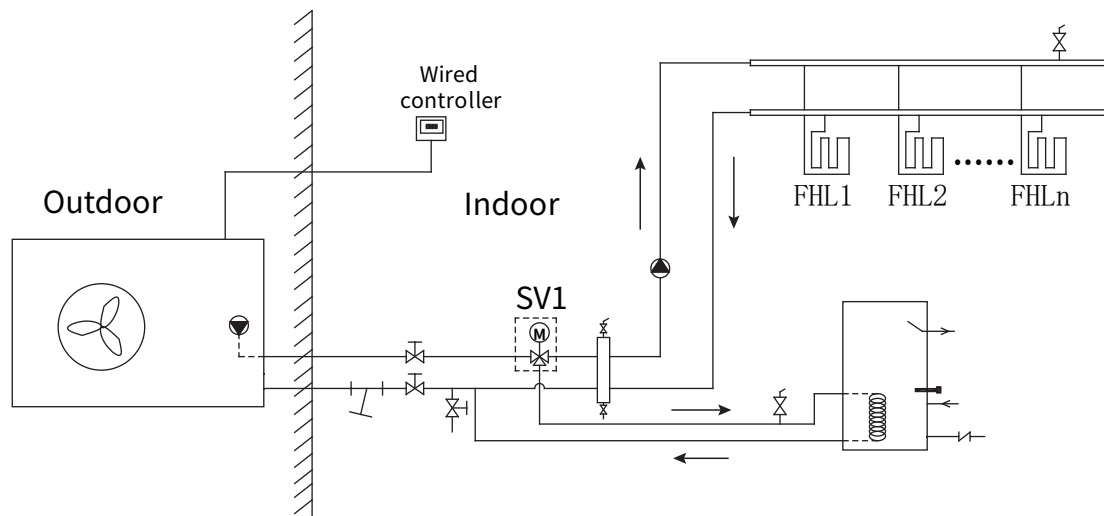 Wired
controller
Outdoor
Indoor
FHL1
FHL2
......
FHLn
SV1
M